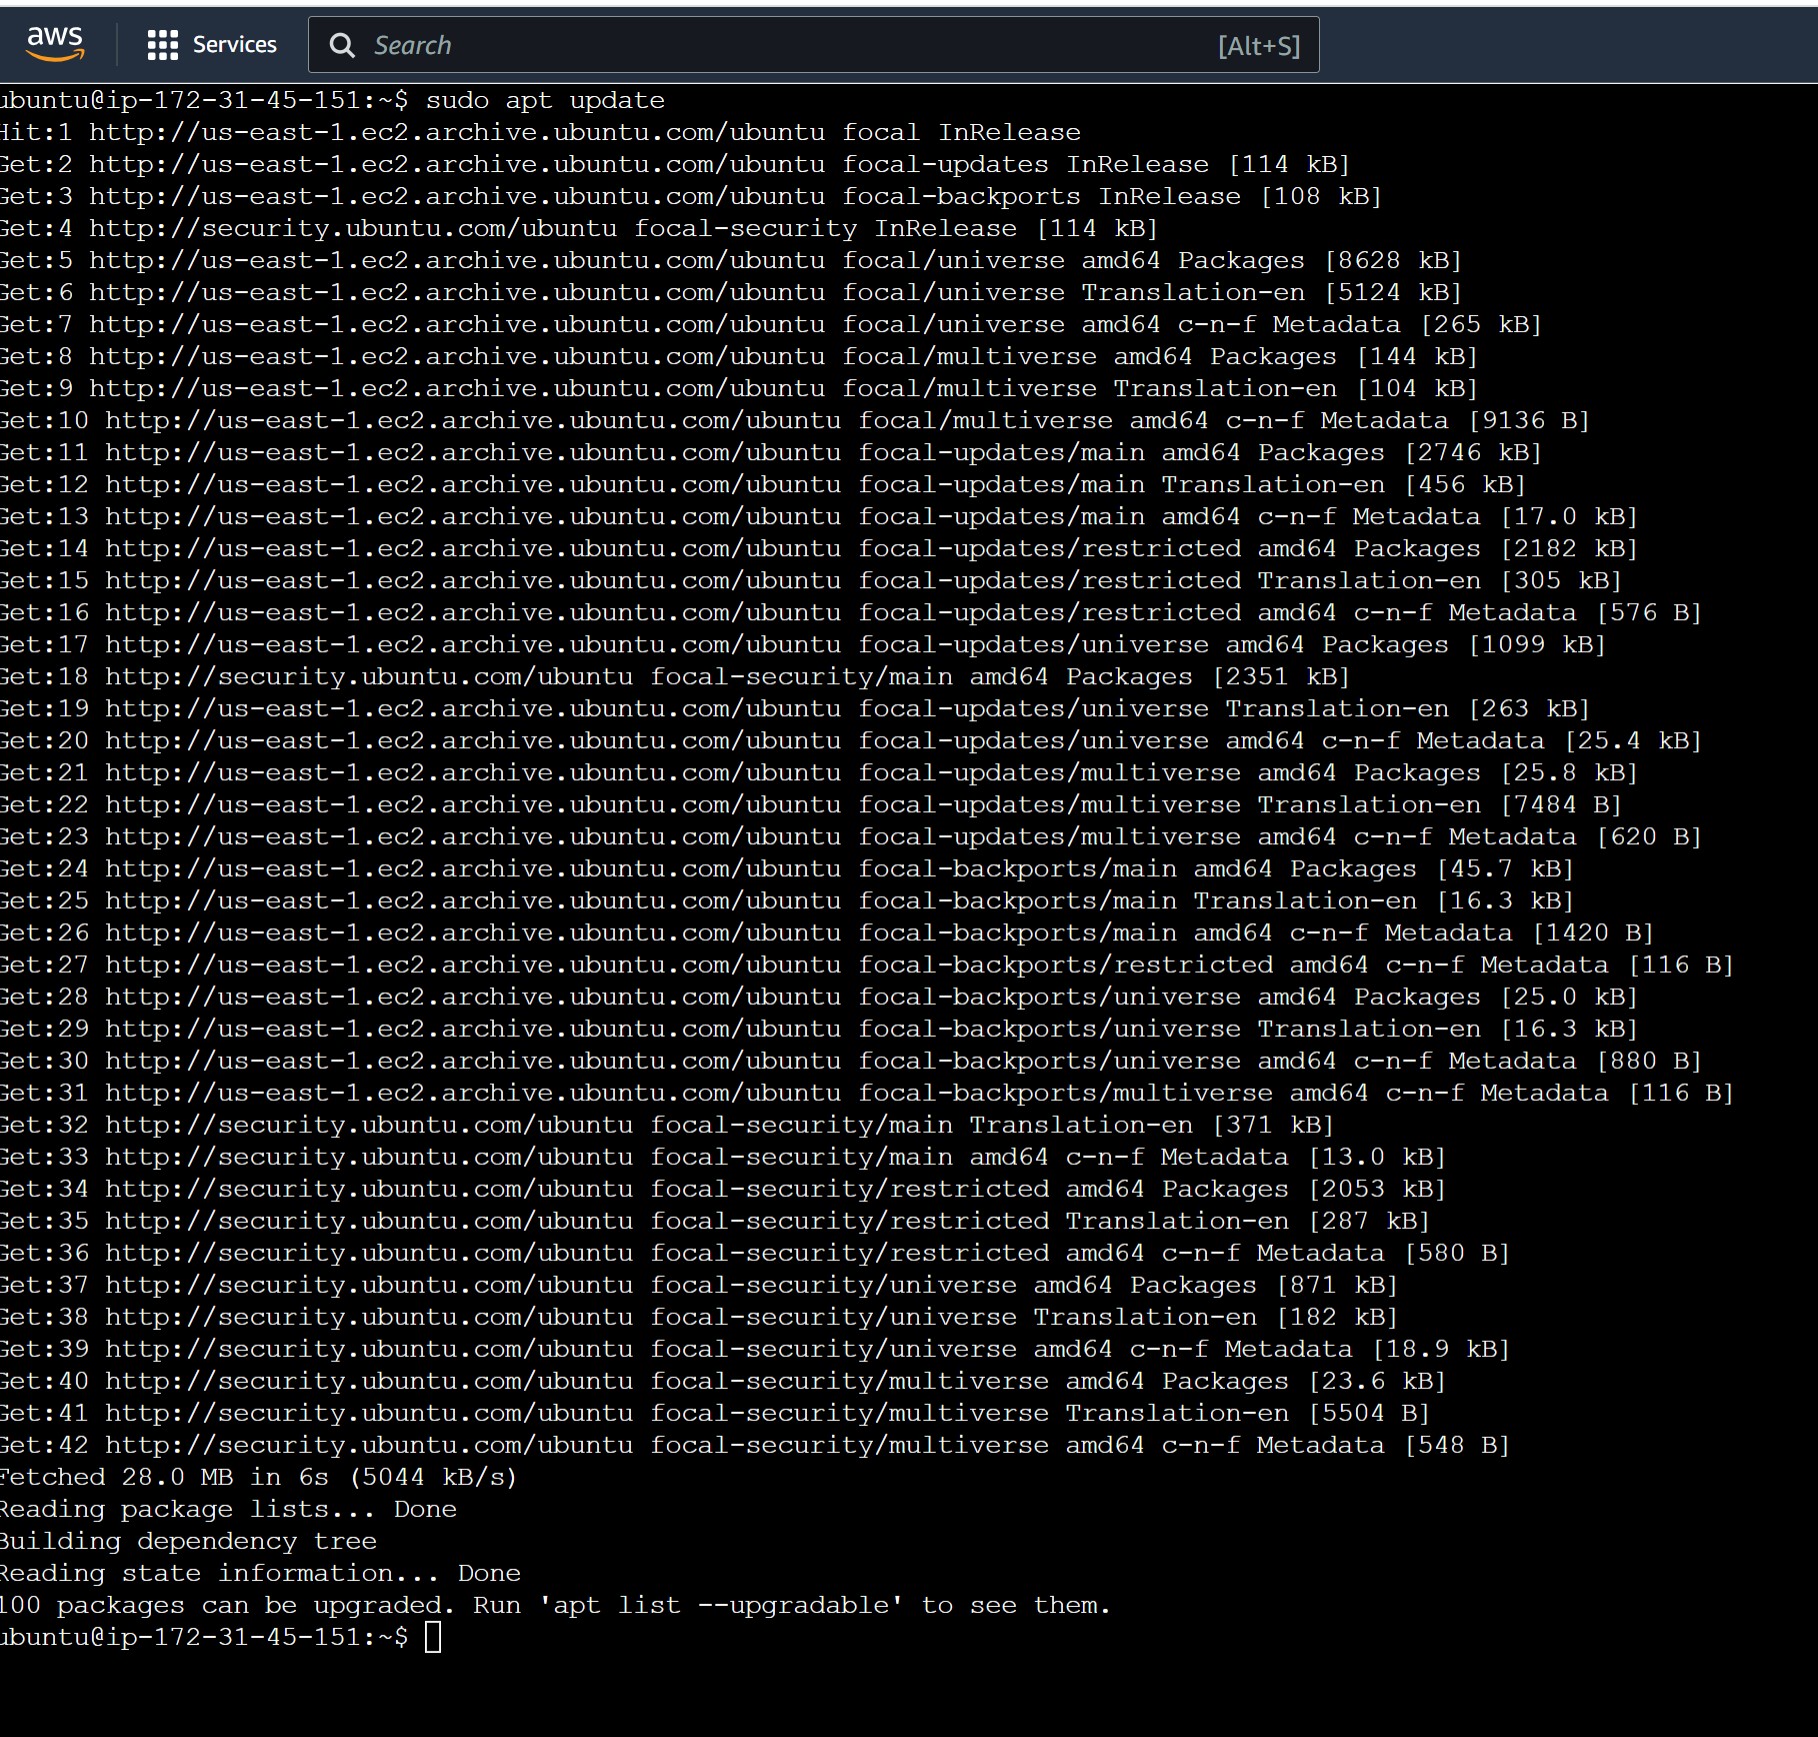 aws
Services
Search
[Alt+S]
ubuntu@ip-172-31-45-151:~$ sudo apt update
Hit:1 http://us-east-1.ec2.archive.ubuntu.com/ubuntu focal InRelease
Get:2 http://us-east-1.ec2.archive.ubuntu.com/ubuntu focal-updates InRelease [114 kB]
Get:3 http://us-east-1.ec2.archive.ubuntu.com/ubuntu focal-backports InRelease [108 kB]
Get:4 http://security.ubuntu.com/ubuntu focal-security InRelease [114 kB]
Get:5 http://us-east-1.ec2.archive.ubuntu.com/ubuntu focal/universe amd64 Packages [8628 kB]
Get:6 http://us-east-1.ec2.archive.ubuntu.com/ubuntu focal/universe Translation-en [5124 kB]
Get:7 http://us-east-1.ec2.archive.ubuntu.com/ubuntu focal/universe amd64 c-n-f Metadata [265 kB]
Get:8 http://us-east-1.ec2.archive.ubuntu.com/ubuntu focal/multiverse amd64 Packages [144 kB]
Get:9 http://us-east-1.ec2.archive.ubuntu.com/ubuntu focal/multiverse Translation-en [104 kB]
Get:10 http://us-east-1.ec2.archive.ubuntu.com/ubuntu focal/multiverse amd64 c-n-f Metadata [9136 B]
Get:11 http://us-east-1.ec2.archive.ubuntu.com/ubuntu focal-updates/main amd64 Packages [2746 kB]
Get:12 http://us-east-1.ec2.archive.ubuntu.com/ubuntu focal-updates/main Translation-en [456 kB]
Get:13 http://us-east-1.ec2.archive.ubuntu.com/ubuntu focal-updates/main amd64 c-n-f Metadata [17.0 kB]
Get:14 http://us-east-1.ec2.archive.ubuntu.com/ubuntu focal-updates/restricted amd64 Packages [2182 kB]
Get:15 http://us-east-1.ec2.archive.ubuntu.com/ubuntu focal-updates/restricted Translation-en [305 kB]
Get:16 http://us-east-1.ec2.archive.ubuntu.com/ubuntu focal-updates/restricted amd64 c-n-f Metadata [576 B]
Get:17 http://us-east-1.ec2.archive.ubuntu.com/ubuntu focal-updates/universe amd64 Packages [1099 kB]
Get:18 http://security.ubuntu.com/ubuntu focal-security/main amd64 Packages [2351 kB]
Get:19 http://us-east-1.ec2.archive.ubuntu.com/ubuntu focal-updates/universe Translation-en [263 kB]
Get:20 http://us-east-1.ec2.archive.ubuntu.com/ubuntu focal-updates/universe amd64 c-n-f Metadata [25.4 kB]
Get:21 http://us-east-1.ec2.archive.ubuntu.com/ubuntu focal-updates/multiverse amd64 Packages [25.8 kB]
Get:22 http://us-east-1.ec2.archive.ubuntu.com/ubuntu focal-updates/multiverse Translation-en [7484 B]
Get:23 http://us-east-1.ec2.archive.ubuntu.com/ubuntu focal-updates/multiverse amd64 c-n-f Metadata [620 B]
Get:24 http://us-east-1.ec2.archive.ubuntu.com/ubuntu focal-backports/main amd64 Packages [45.7 kB]
Get:25 http://us-east-1.ec2.archive.ubuntu.com/ubuntu focal-backports/main Translation-en [16.3 kB]
Get:26 http://us-east-1.ec2.archive.ubuntu.com/ubuntu focal-backports/main amd64 c-n-f Metadata [1420 B]
Get:27 http://us-east-1.ec2.archive.ubuntu.com/ubuntu focal-backports/restricted amd64 c-n-f Metadata [116 B]
Get:28 http://us-east-1.ec2.archive.ubuntu.com/ubuntu focal-backports/universe amd64 Packages [25.0 kB]
Get:29 http://us-east-1.ec2.archive.ubuntu.com/ubuntu focal-backports/universe Translation-en [16.3 kB]
Get:30 http://us-east-1.ec2.archive.ubuntu.com/ubuntu focal-backports/universe amd64 c-n-f Metadata [880 B]
Get:31 http://us-east-1.ec2.archive.ubuntu.com/ubuntu focal-backports/multiverse amd64 c-n-f Metadata [116 B]
Get:32 http://security.ubuntu.com/ubuntu focal-security/main Translation-en [371 kB]
Get:33 http://security.ubuntu.com/ubuntu focal-security/main amd64 c-n-f Metadata [13.0 kB]
Get:34 http://security.ubuntu.com/ubuntu focal-security/restricted amd64 Packages [2053 kB]
Get:35 http://security.ubuntu.com/ubuntu focal-security/restricted Translation-en [287 kB]
Get:36 http://security.ubuntu.com/ubuntu focal-security/restricted amd64 c-n-f Metadata [580 B]
Get:37 http://security.ubuntu.com/ubuntu focal-security/universe amd64 Packages [871 kB]
Get:38 http://security.ubuntu.com/ubuntu focal-security/universe Translation-en [182 kB]
Get:39 http://security.ubuntu.com/ubuntu focal-security/universe amd64 c-n-f Metadata [18.9 kB]
Get:40 http://security.ubuntu.com/ubuntu focal-security/multiverse amd64 Packages [23.6 kB]
Get:41 http://security.ubuntu.com/ubuntu focal-security/multiverse Translation-en [5504 B]
Get:42 http://security.ubuntu.com/ubuntu focal-security/multiverse amd64 c-n-f Metadata [548 B]
Fetched 28.0 MB in 6s (5044 kB/s)
Reading package lists... Done
Building dependency tree
Reading state information... Done
100 packages can be upgraded. Run 'apt list --upgradable' to see them.
ubuntu@ip-172-31-45-151:~$